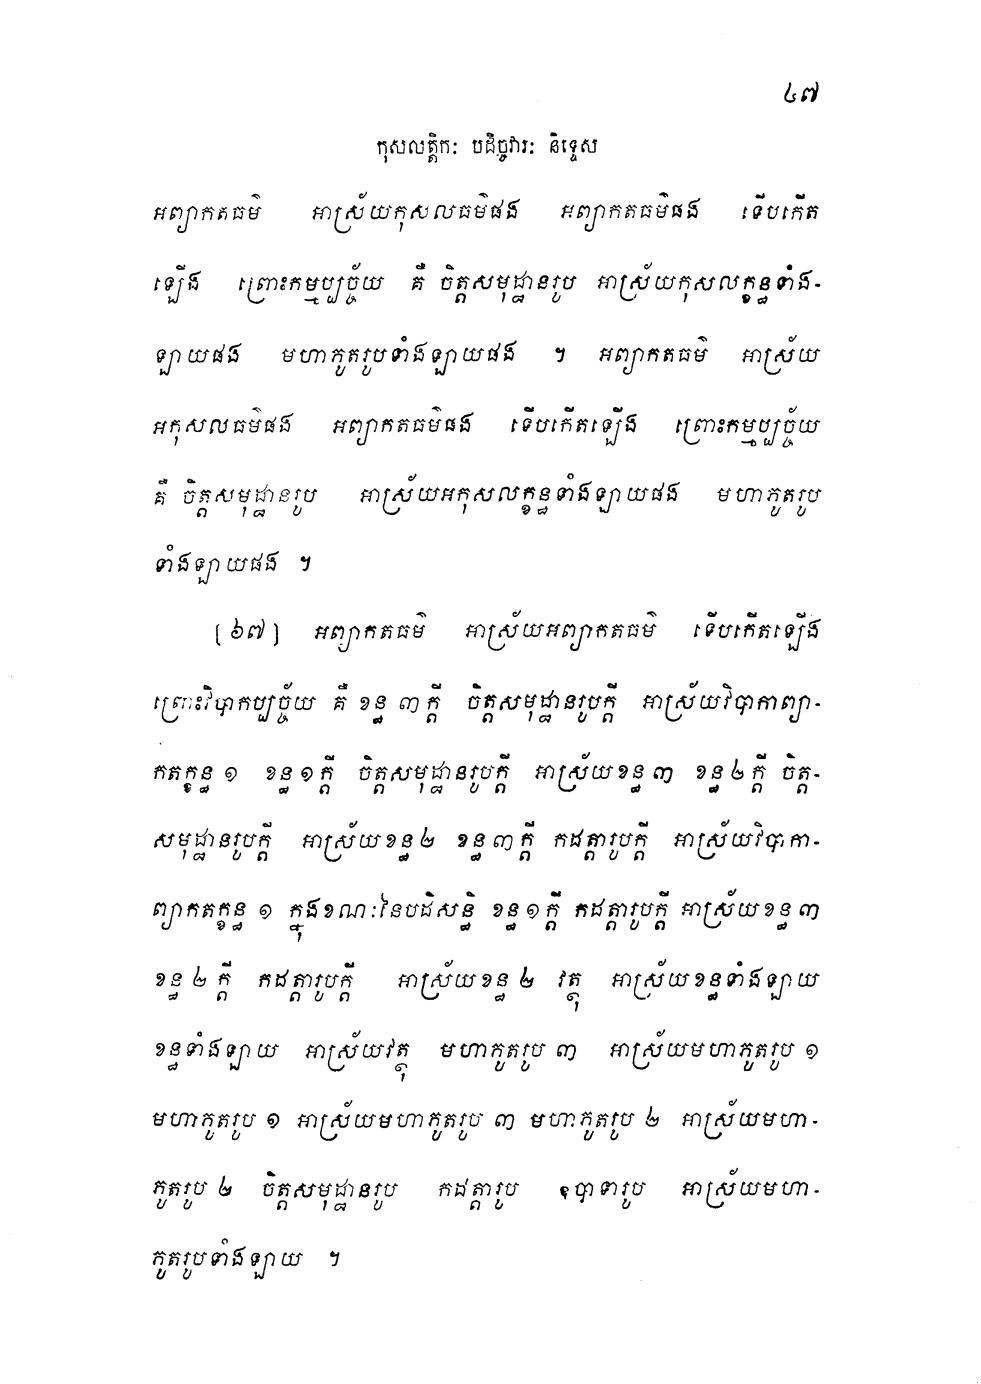 ៤៧
កុសលត្តិកៈ បដិច្ចវារៈ និទ្ទេស
អព្យាកតធម៌ អាស្រ័យកុសលធម៌ផង អព្យាកតធម៌ផង ទើបកើត
ឡើង ព្រោះកម្មប្បច្ច័យ គឺ ចិត្តសមុដ្ឋានរូប អាស្រ័យកុសលក្ខន្ធទាំង-
ឡាយផង មហាភូតរូបទាំងឡាយផង ។ អព្យាកតធម៌ អាស្រ័យ
អកុសលធម៌ផង អព្យាកតធម៌ផង ទើបកើតឡើង ព្រោះកម្មប្បច្ច័យ
គឺ ចិត្តសមុដ្ឋានរូប អាស្រ័យអកុសលក្ខន្ធទាំងឡាយផង មហាភូតរូប
ទាំងឡាយផង ។
[៦៧] អព្យាកតធម៌ អាស្រ័យអព្យាកតធម៌ ទើបកើតឡើង
ព្រោះវិបាកប្បច្ច័យ គឺ ខន្ធ ៣ ក្តី ចិត្តសមុដ្ឋានរូបក្តី អាស្រ័យវិបាកាព្យា-
កតក្ខន្ធ ១ ខន្ធ ១ ក្តី ចិត្តសមុដ្ឋានរូបក្តី អាស្រ័យខន្ធ ៣ ខន្ធ ២ ក្តី ចិត្ត-
សមុដ្ឋានរូបក្តី អាស្រ័យខន្ធ ២ ខន្ធ ៣ ក្តី កដត្តារូបក្តី អាស្រ័យវិបាកា-
ព្យាកតក្ខន្ធ ១ ក្នុងខណៈនៃបដិសន្ធិ ខន្ធ ១ ក្តី កដត្តារូបក្តី អាស្រ័យខន្ធ ៣
ខន្ធ ២ ក្តី កដត្តារូបក្តី អាស្រ័យខន្ធ ២ វត្ថុ អាស្រ័យខន្ធទាំងឡាយ
ខន្ធទាំងឡាយ អាស្រ័យវត្ថុ មហាភូតរូប ៣ អាស្រ័យមហាភូតរូប ១
មហាភូតរូប ១ អាស្រ័យមហាភូតរូប ៣ មហាភូតរូប ២ អាស្រ័យមហា-
ភូតរូប ២ ចិត្តសមុដ្ឋានរូប កដត្តារូប ឧបាទារូប អាស្រ័យមហា-
ភូតរូបទាំងឡាយ ។